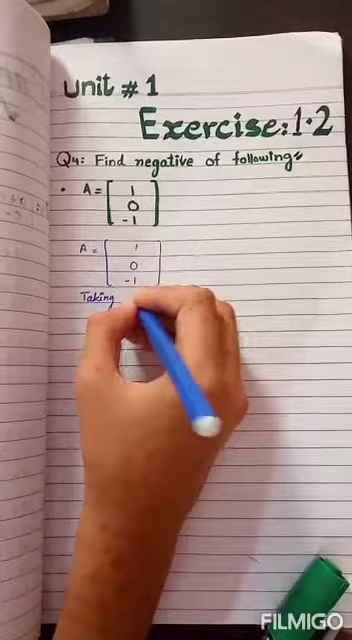 Unit # 1
Exercise:1.2
Q4: Find negative of following:
• A = [ 1
0
-1 ]
A = [ 1
0
-1 ]
Taking
FILMIGO